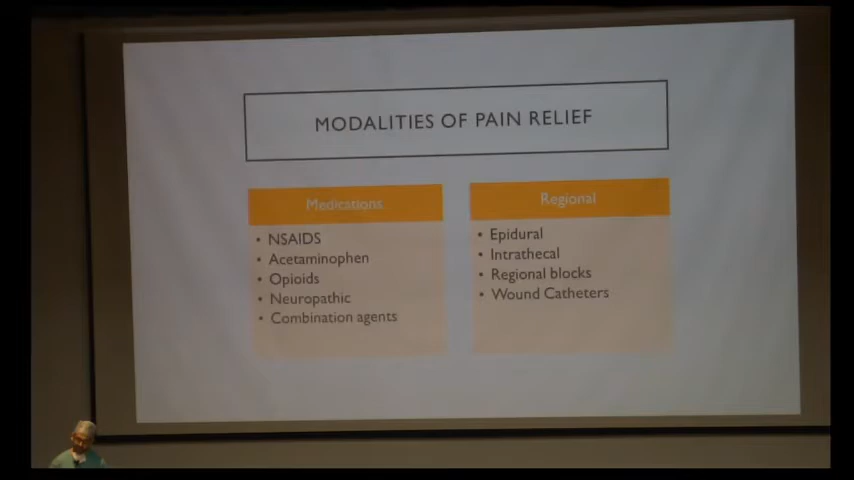 MODALITIES OF PAIN RELIEF
Medications
• NSAIDS
• Acetaminophen
• Opioids
• Neuropathic
• Combination agents
Regional
• Epidural
• Intrathecal
• Regional blocks
• Wound Catheters